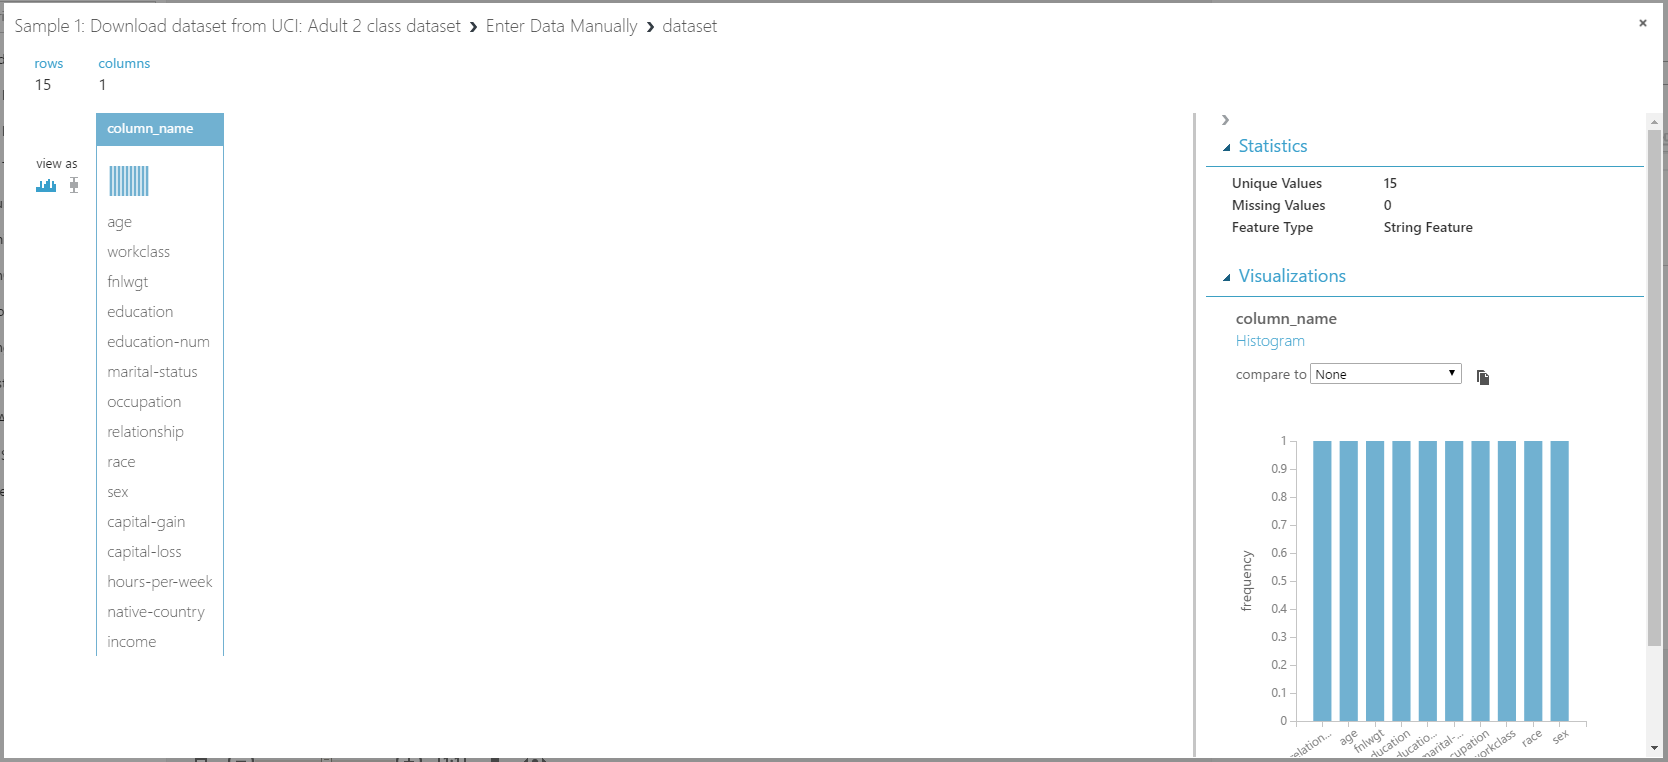 Sample 1: Download dataset from UCI: Adult 2 class dataset › Enter Data Manually › dataset
rows columns
15 1
column_name
view as
age
workclass
fnlwgt
education
education-num
marital-status
occupation
relationship
race
sex
capital-gain
capital-loss
hours-per-week
native-country
income
Statistics
Unique Values 15
Missing Values 0
Feature Type String Feature
Visualizations
column_name
Histogram
compare to None
frequency
1
0.9
0.8
0.7
0.6
0.5
0.4
0.3
0.2
0.1
0
elation... age fnlwgt ducation ducatio... marital-... cupation workclass race sex